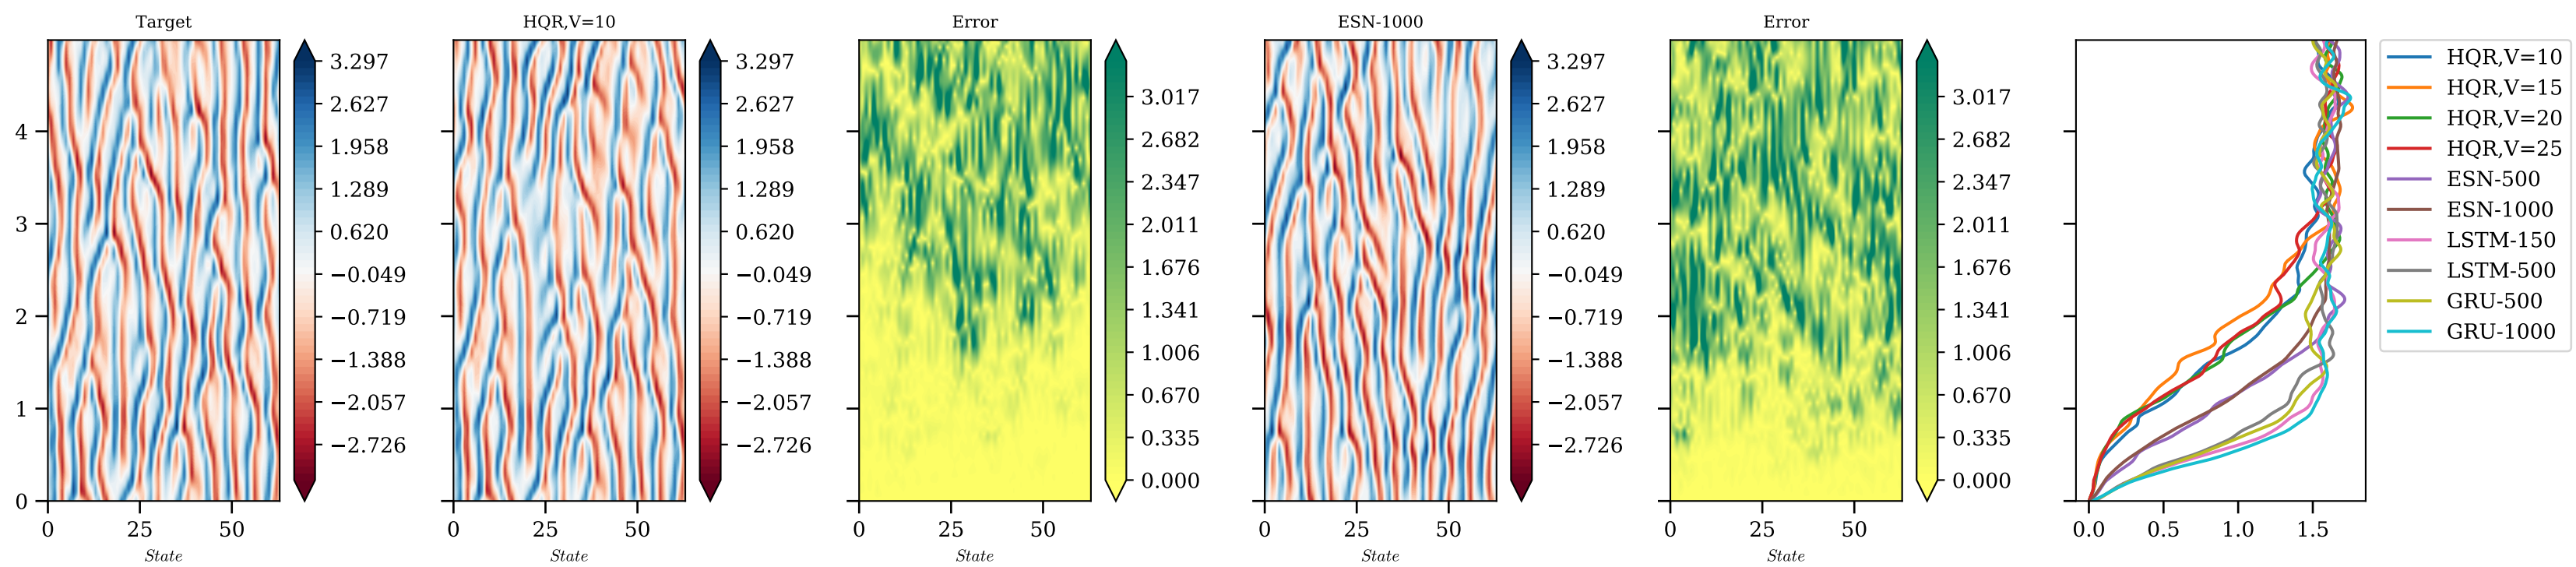 Target
4
3
2
1
0
0 25 50
State
3.297
2.627
1.958
1.289
0.620
−0.049
−0.719
−1.388
−2.057
−2.726
HQR,V=10
0 25 50
State
3.297
2.627
1.958
1.289
0.620
−0.049
−0.719
−1.388
−2.057
−2.726
Error
0 25 50
State
3.017
2.682
2.347
2.011
1.676
1.341
1.006
0.670
0.335
0.000
ESN-1000
0 25 50
State
3.297
2.627
1.958
1.289
0.620
−0.049
−0.719
−1.388
−2.057
−2.726
Error
0 25 50
State
3.017
2.682
2.347
2.011
1.676
1.341
1.006
0.670
0.335
0.000
0.0 0.5 1.0 1.5
HQR,V=10
HQR,V=15
HQR,V=20
HQR,V=25
ESN-500
ESN-1000
LSTM-150
LSTM-500
GRU-500
GRU-1000